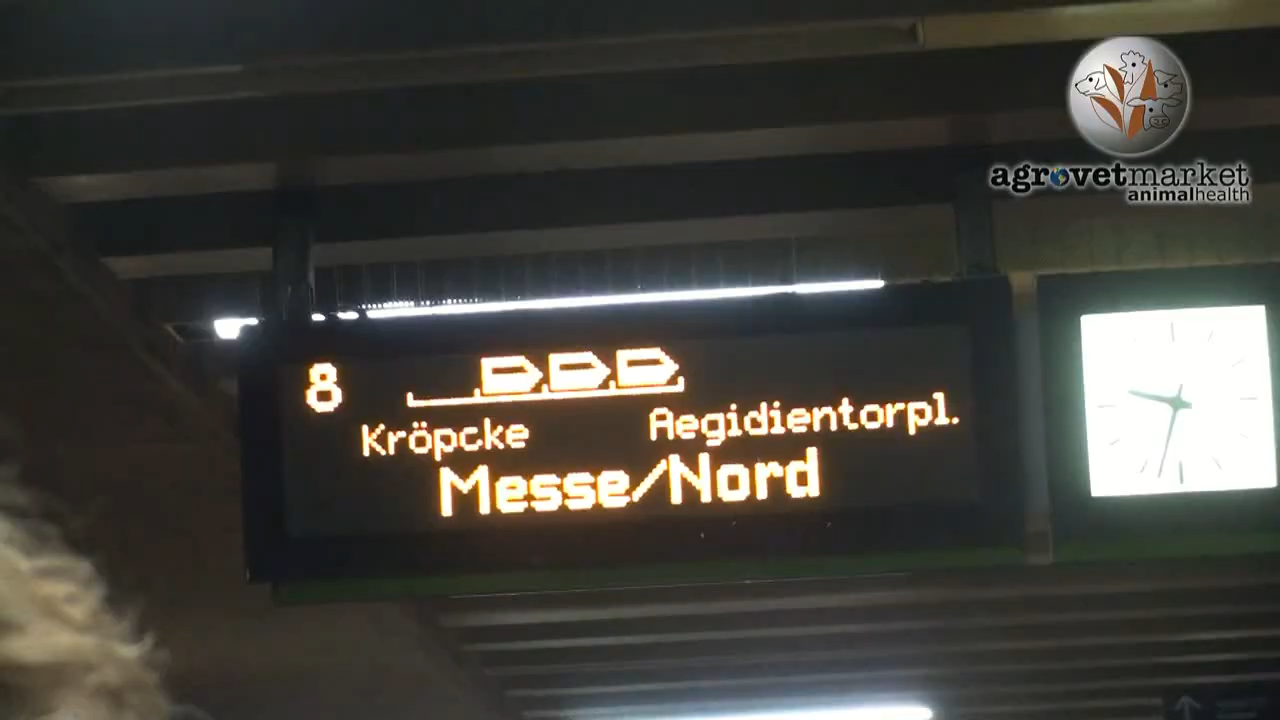 agrovetmarket
animalhealth
8
Kröpcke Aegidientorpl.
Messe/Nord